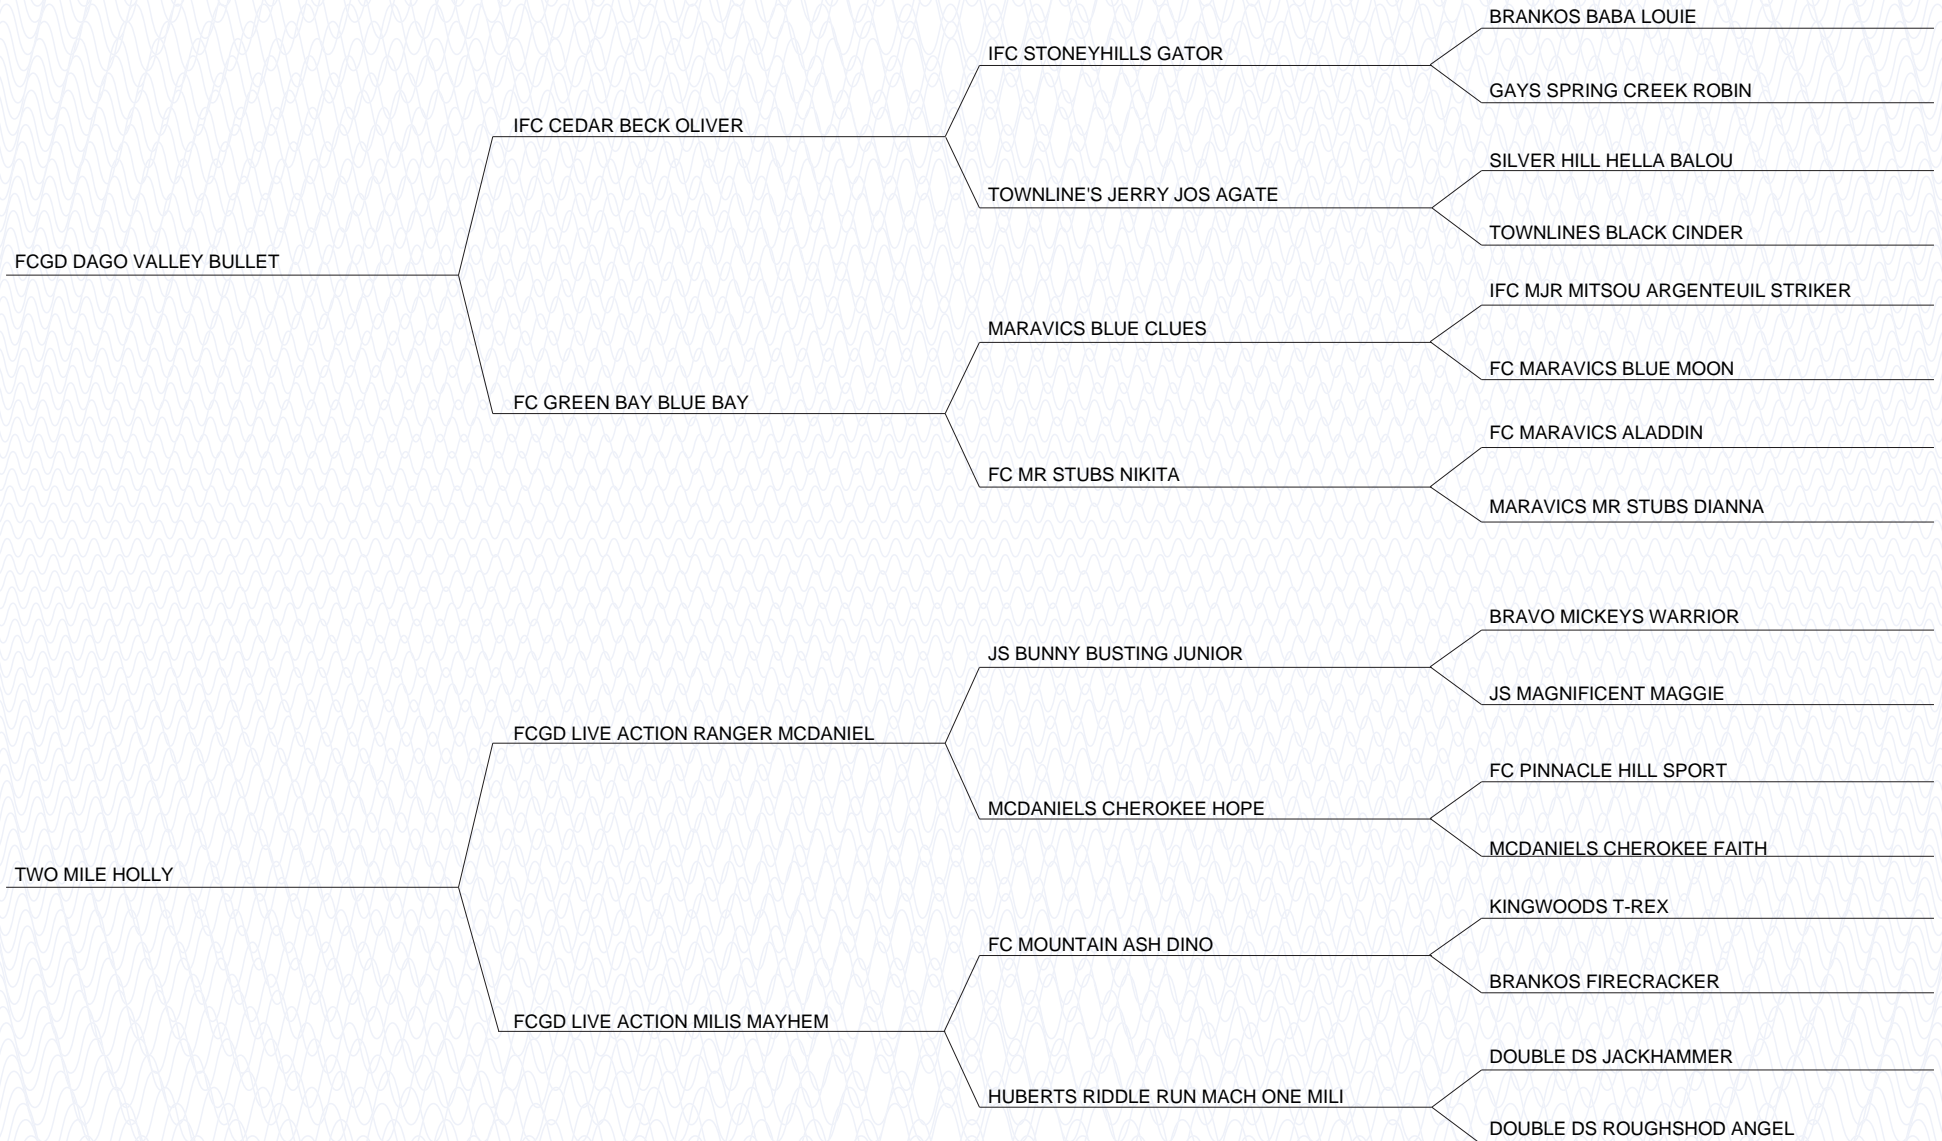 BRANKOS BABA LOUIE
IFC STONEYHILLS GATOR
GAYS SPRING CREEK ROBIN
IFC CEDAR BECK OLIVER
SILVER HILL HELLA BALOU
TOWNLINE'S JERRY JOS AGATE
TOWNLINES BLACK CINDER
FCGD DAGO VALLEY BULLET
IFC MJR MITSOU ARGENTEUIL STRIKER
MARAVICS BLUE CLUES
FC MARAVICS BLUE MOON
FC GREEN BAY BLUE BAY
FC MARAVICS ALADDIN
FC MR STUBS NIKITA
MARAVICS MR STUBS DIANNA
BRAVO MICKEYS WARRIOR
JS BUNNY BUSTING JUNIOR
JS MAGNIFICENT MAGGIE
FCGD LIVE ACTION RANGER MCDANIEL
FC PINNACLE HILL SPORT
MCDANIELS CHEROKEE HOPE
MCDANIELS CHEROKEE FAITH
TWO MILE HOLLY
KINGWOODS T-REX
FC MOUNTAIN ASH DINO
BRANKOS FIRECRACKER
FCGD LIVE ACTION MILIS MAYHEM
DOUBLE DS JACKHAMMER
HUBERTS RIDDLE RUN MACH ONE MILI
DOUBLE DS ROUGHSHOD ANGEL